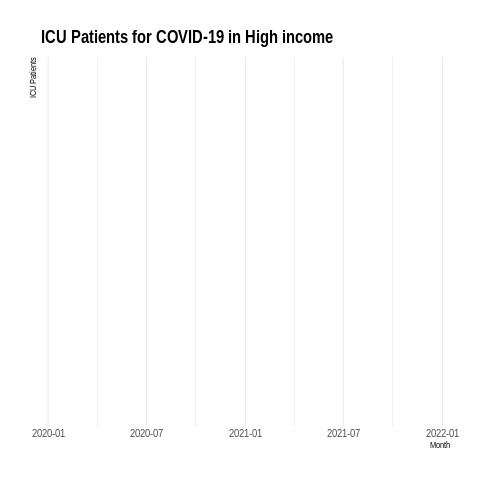 ICU Patients for COVID-19 in High income
ICU Patients
2020-01 2020-07 2021-01 2021-07 2022-01
Month